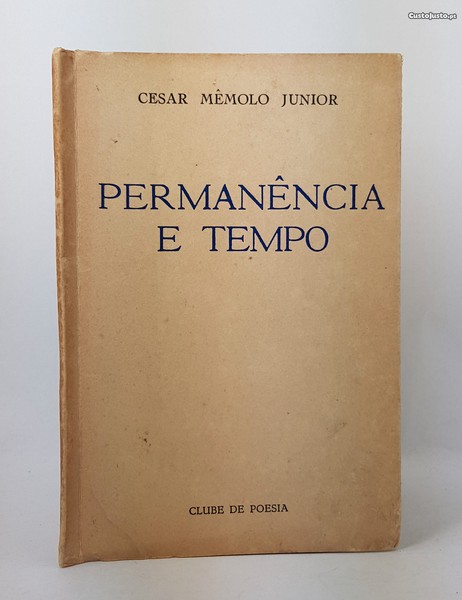 CustoJusto.pt
CESAR MÊMOLO JUNIOR
PERMANÊNCIA
E TEMPO
CLUBE DE POESIA